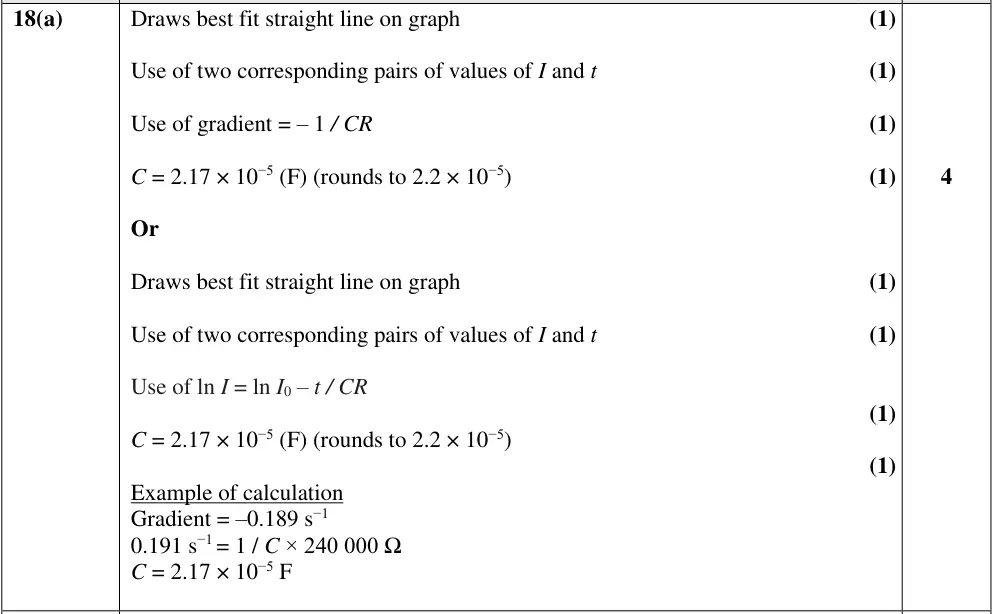 18(a) Draws best fit straight line on graph (1)
Use of two corresponding pairs of values of I and t (1)
Use of gradient = – 1 / CR (1)
C = 2.17 × 10⁻⁵ (F) (rounds to 2.2 × 10⁻⁵) (1) 4
Or
Draws best fit straight line on graph (1)
Use of two corresponding pairs of values of I and t (1)
Use of ln I = ln I₀ – t / CR
(1)
C = 2.17 × 10⁻⁵ (F) (rounds to 2.2 × 10⁻⁵)
(1)
Example of calculation
Gradient = –0.189 s⁻¹
0.191 s⁻¹ = 1 / C × 240 000 Ω
C = 2.17 × 10⁻⁵ F